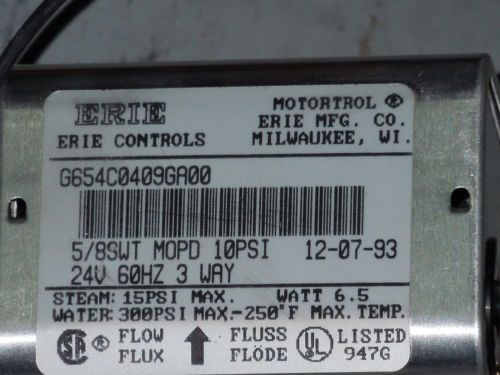 ERIE MOTORTROL ®
ERIE MFG. CO.
ERIE CONTROLS MILWAUKEE, WI.
G654C0409GA00
5/8SWT MOPD 10PSI 12-07-93
24V 60HZ 3 WAY
STEAM: 15PSI MAX. WATT 6.5
WATER: 300PSI MAX.-250°F MAX. TEMP.
SA ® FLOW FLUSS UL LISTED
FLUX FLÖDE 947G